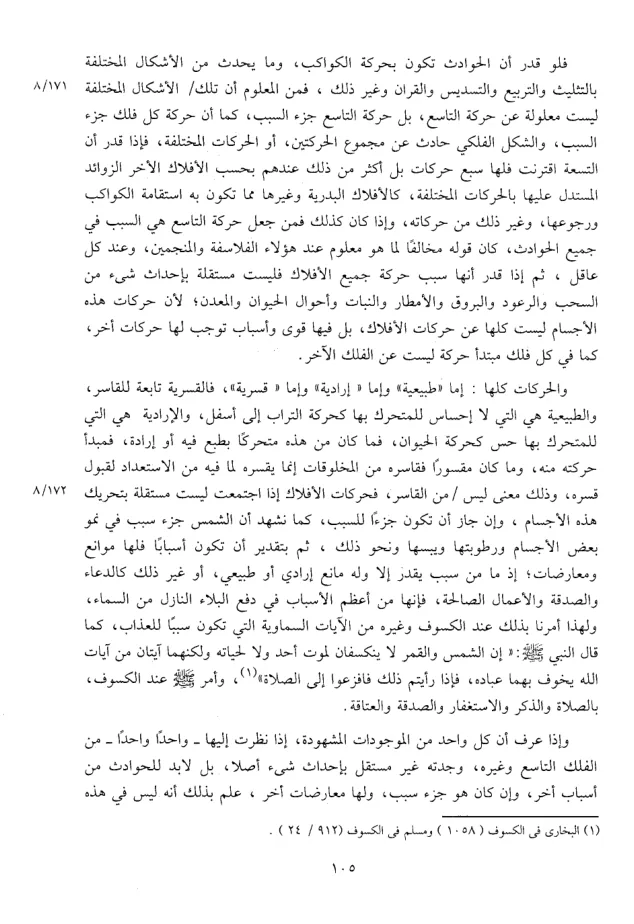 فلو قدر أن الحوادث تكون بحركة الكواكب، وما يحدث من الأشكال المختلفة
٨/١٧١
بالتثليث والتربيع والتسديس والقران وغير ذلك ، فمن المعلوم أن تلك/ الأشكال المختلفة
ليست معلولة عن حركة التاسع، بل حركة التاسع جزء السبب، كما أن حركة كل فلك جزء
السبب، والشكل الفلكي حادث عن مجموع الحركتين، أو الحركات المختلفة، فإذا قدر أن
التسعة اقترنت فلها سبع حركات بل أكثر من ذلك عندهم بحسب الأفلاك الأخر الزوائد
المستدل عليها بالحركات المختلفة، كالأفلاك البدرية وغيرها مما تكون به استقامة الكواكب
ورجوعها، وغير ذلك من حركاته، وإذا كان كذلك فمن جعل حركة التاسع هي السبب في
جميع الحوادث، كان قوله مخالفًا لما هو معلوم عند هؤلاء الفلاسفة والمنجمين، وعند كل
عاقل ، ثم إذا قدر أنها سبب حركة جميع الأفلاك فليست مستقلة بإحداث شىء من
السحب والرعود والبروق والأمطار والنبات وأحوال الحيوان والمعدن؛ لأن حركات هذه
الأجسام ليست كلها عن حركات الأفلاك، بل فيها قوى وأسباب توجب لها حركات أخر،
كما في كل فلك مبتدأ حركة ليست عن الفلك الآخر.
والحركات كلها : إما «طبيعية» وإما « إرادية» وإما « قسرية»، فالقسرية تابعة للقاسر،
والطبيعية هي التي لا إحساس للمتحرك بها كحركة التراب إلى أسفل، والإرادية هي التي
للمتحرك بها حس كحركة الحيوان، فما كان من هذه متحركًا بطبع فيه أو إرادة، فمبدأ
حركته منه، وما كان مقسورًا فقاسره من المخلوقات إنما يقسره لما فيه من الاستعداد لقبول
٨/١٧٢
قسره، وذلك معنى ليس /من القاسر، فحركات الأفلاك إذا اجتمعت ليست مستقلة بتحريك
هذه الأجسام ، وإن جاز أن تكون جزءًا للسبب، كما نشهد أن الشمس جزء سبب في نمو
بعض الأجسام ورطوبتها ويبسها ونحو ذلك ، ثم بتقدير أن تكون أسبابًا فلها موانع
ومعارضات؛ إذ ما من سبب يقدر إلا وله مانع إرادي أو طبيعي، أو غير ذلك كالدعاء
والصدقة والأعمال الصالحة، فإنها من أعظم الأسباب في دفع البلاء النازل من السماء،
ولهذا أمرنا بذلك عند الكسوف وغيره من الآيات السماوية التي تكون سببًا للعذاب، كما
قال النبي ﷺ:« إن الشمس والقمر لا ينكسفان لموت أحد ولا لحياته ولكنهما آيتان من آيات
الله يخوف بهما عباده، فإذا رأيتم ذلك فافزعوا إلى الصلاة»(١)، وأمر ﷺ عند الكسوف،
بالصلاة والذكر والاستغفار والصدقة والعتاقة.
وإذا عرف أن كل واحد من الموجودات المشهودة، إذا نظرت إليها ـ واحدًا واحدًا ـ من
الفلك التاسع وغيره، وجدته غير مستقل بإحداث شىء أصلا، بل لابد للحوادث من
أسباب أخر، وإن كان هو جزء سبب، ولها معارضات أخر ، علم بذلك أنه ليس في هذه
(١) البخارى فى الكسوف ( ١٠٥٨ ) ومسلم فى الكسوف (٩١٢ / ٢٤ ) .
١٠٥